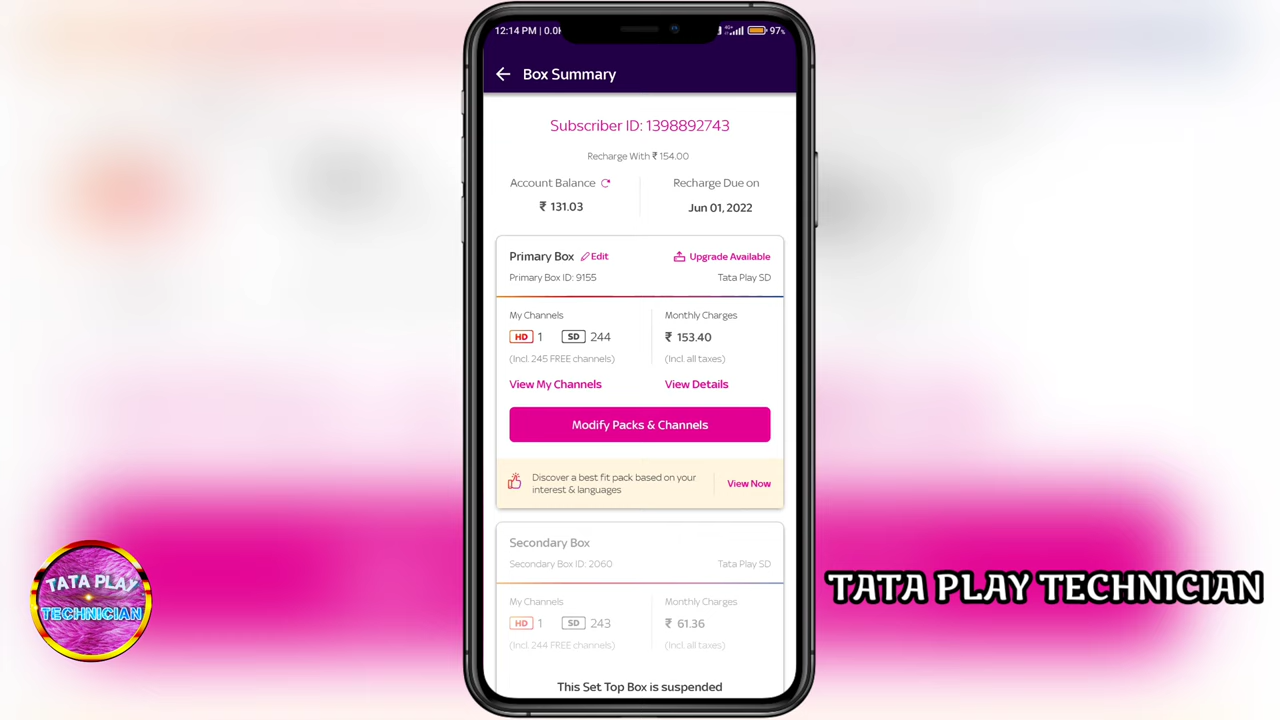 12:14 PM | 0.0
97%
Box Summary
Subscriber ID: 1398892743
Recharge With ₹ 154.00
Account Balance
₹ 131.03
Recharge Due on
Jun 01, 2022
Primary Box
Edit
Upgrade Available
Primary Box ID: 9155
Tata Play SD
My Channels
Monthly Charges
HD 1 SD 244
₹ 153.40
(Incl. 245 FREE channels)
(Incl. all taxes)
View My Channels
View Details
Modify Packs & Channels
Discover a best fit pack based on your
interest & languages
View Now
Secondary Box
Secondary Box ID: 2060
Tata Play SD
My Channels
Monthly Charges
HD 1 SD 243
₹ 61.36
(Incl. 244 FREE channels)
(Incl. all taxes)
This Set Top Box is suspended
TATA PLAY
TECHNICIAN
TATA PLAY TECHNICIAN